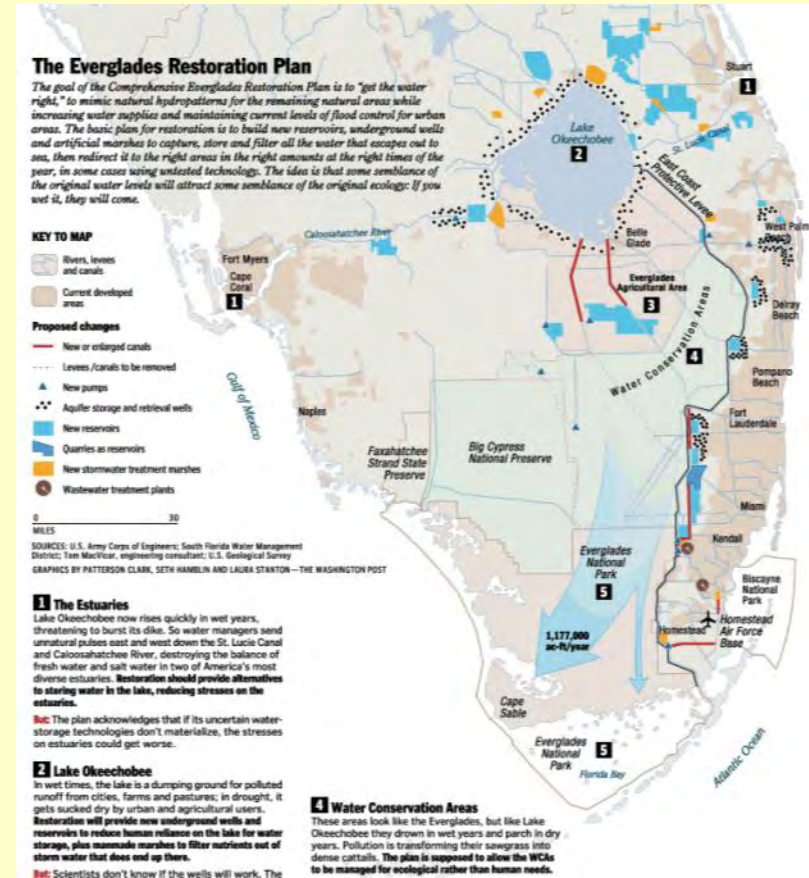 The Everglades Restoration Plan
The goal of the Comprehensive Everglades Restoration Plan is to "get the water
right," to mimic natural hydropatterns for the remaining natural areas while
increasing water supplies and maintaining current levels of flood control for urban
areas. The basic plan for restoration is to build new reservoirs, underground wells
and artificial marshes to capture, store and filter all the water that escapes out to
sea, then redirect it to the right areas in the right amounts at the right times of the
year, in some cases using untested technology. The idea is that some semblance of
the original water levels will attract some semblance of the original ecology: If you
wet it, they will come.
KEY TO MAP
Rivers, levees
and canals
Current developed
areas
Proposed changes
New or enlarged canals
Levees/canals to be removed
New pumps
Aquifer storage and retrieval wells
New reservoirs
Quarries as reservoirs
New stormwater treatment marshes
Wastewater treatment plants
0 30
MILES
SOURCES: U.S. Army Corps of Engineers; South Florida Water Management
District; Tom MacVicar, engineering consultant; U.S. Geological Survey
GRAPHICS BY PATTERSON CLARK, SETH HAMBLIN AND LAURA STANTON—THE WASHINGTON POST
Stuart
1
Lake
Okeechobee
2
St. Lucie Canal
East Coast
Protective Levee
Caloosahatchee River
Belle
Glade
West Palm
Beach
Fort Myers
Cape
Coral
1
Everglades
Agricultural Area
3
Delray
Beach
Water Conservation Areas
4
Pompano
Beach
Gulf of Mexico
Naples
Fort
Lauderdale
Faxahatchee
Strand State
Preserve
Big Cypress
National Preserve
Miami
Kendall
Everglades
National
Park
5
Biscayne
National
Park
1,177,000
ac-ft/year
Homestead
Homestead
Air Force
Base
Cape
Sable
Everglades
National
Park
5
Florida Bay
Atlantic Ocean
1 The Estuaries
Lake Okeechobee now rises quickly in wet years,
threatening to burst its dike. So water managers send
unnatural pulses east and west down the St. Lucie Canal
and Caloosahatchee River, destroying the balance of
fresh water and salt water in two of America's most
diverse estuaries. Restoration should provide alternatives
to storing water in the lake, reducing stresses on the
estuaries.
But: The plan acknowledges that if its uncertain water-
storage technologies don't materialize, the stresses
on estuaries could get worse.
2 Lake Okeechobee
In wet times, the lake is a dumping ground for polluted
runoff from cities, farms and pastures; in drought, it
gets sucked dry by urban and agricultural users.
Restoration will provide new underground wells and
reservoirs to reduce human reliance on the lake for water
storage, plus manmade marshes to filter nutrients out of
storm water that does end up there.
But: Scientists don't know if the wells will work. The
4 Water Conservation Areas
These areas look like the Everglades, but like Lake
Okeechobee they drown in wet years and parch in dry
years. Pollution is transforming their sawgrass into
dense cattails. The plan is supposed to allow the WCAs
to be managed for ecological rather than human needs.